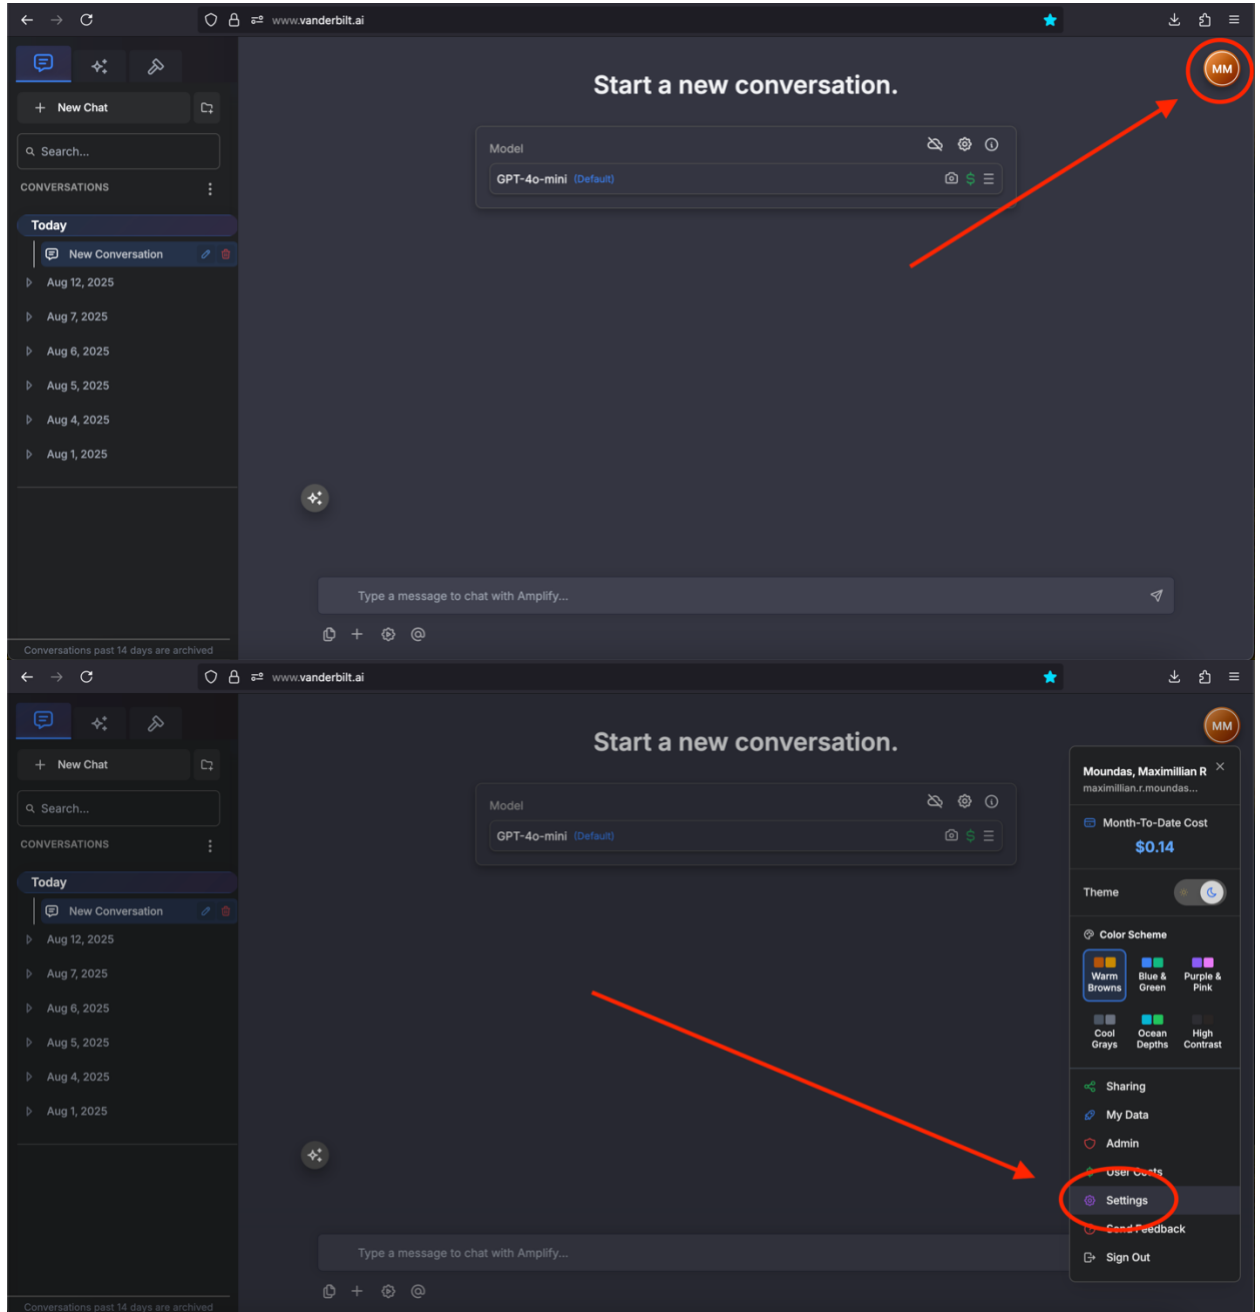 www.vanderbilt.ai
MM
Start a new conversation.
+ New Chat
Search...
CONVERSATIONS
Model
GPT-4o-mini (Default)
Today
New Conversation
Aug 12, 2025
Aug 7, 2025
Aug 6, 2025
Aug 5, 2025
Aug 4, 2025
Aug 1, 2025
Type a message to chat with Amplify...
Conversations past 14 days are archived
www.vanderbilt.ai
MM
Start a new conversation.
+ New Chat
Search...
CONVERSATIONS
Model
GPT-4o-mini (Default)
Today
New Conversation
Aug 12, 2025
Aug 7, 2025
Aug 6, 2025
Aug 5, 2025
Aug 4, 2025
Aug 1, 2025
Type a message to chat with Amplify...
Conversations past 14 days are archived
Moundas, Maximillian R
maximillian.r.moundas...
Month-To-Date Cost
$0.14
Theme
Color Scheme
Warm Browns
Blue & Green
Purple & Pink
Cool Grays
Ocean Depths
High Contrast
Sharing
My Data
Admin
User Costs
Settings
Send Feedback
Sign Out